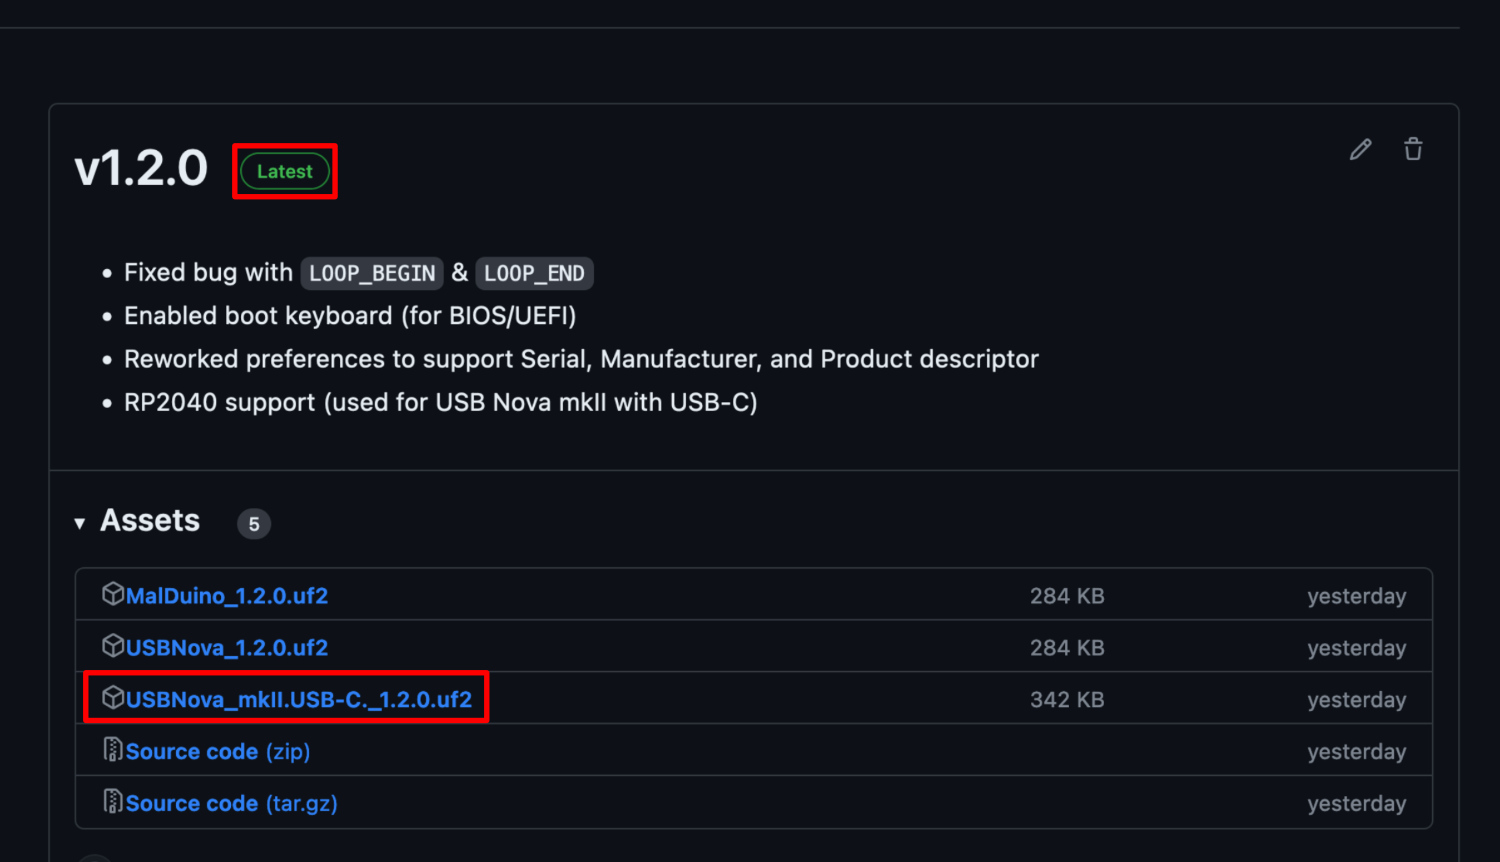 v1.2.0 Latest
• Fixed bug with LOOP_BEGIN & LOOP_END
• Enabled boot keyboard (for BIOS/UEFI)
• Reworked preferences to support Serial, Manufacturer, and Product descriptor
• RP2040 support (used for USB Nova mkII with USB-C)
Assets 5
MalDuino_1.2.0.uf2 284 KB yesterday
USBNova_1.2.0.uf2 284 KB yesterday
USBNova_mkII.USB-C._1.2.0.uf2 342 KB yesterday
Source code (zip) yesterday
Source code (tar.gz) yesterday